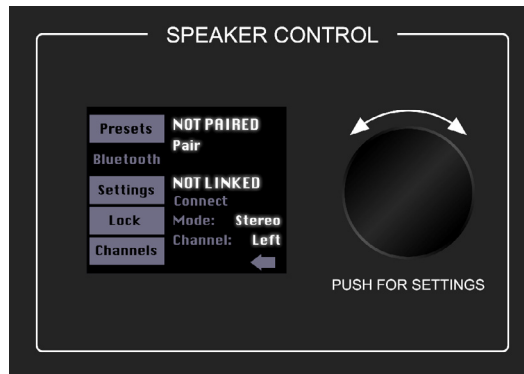 SPEAKER CONTROL
Presets
Bluetooth
Settings
Lock
Channels
NOT PAIRED
Pair
NOT LINKED
Connect
Mode: Stereo
Channel: Left
PUSH FOR SETTINGS